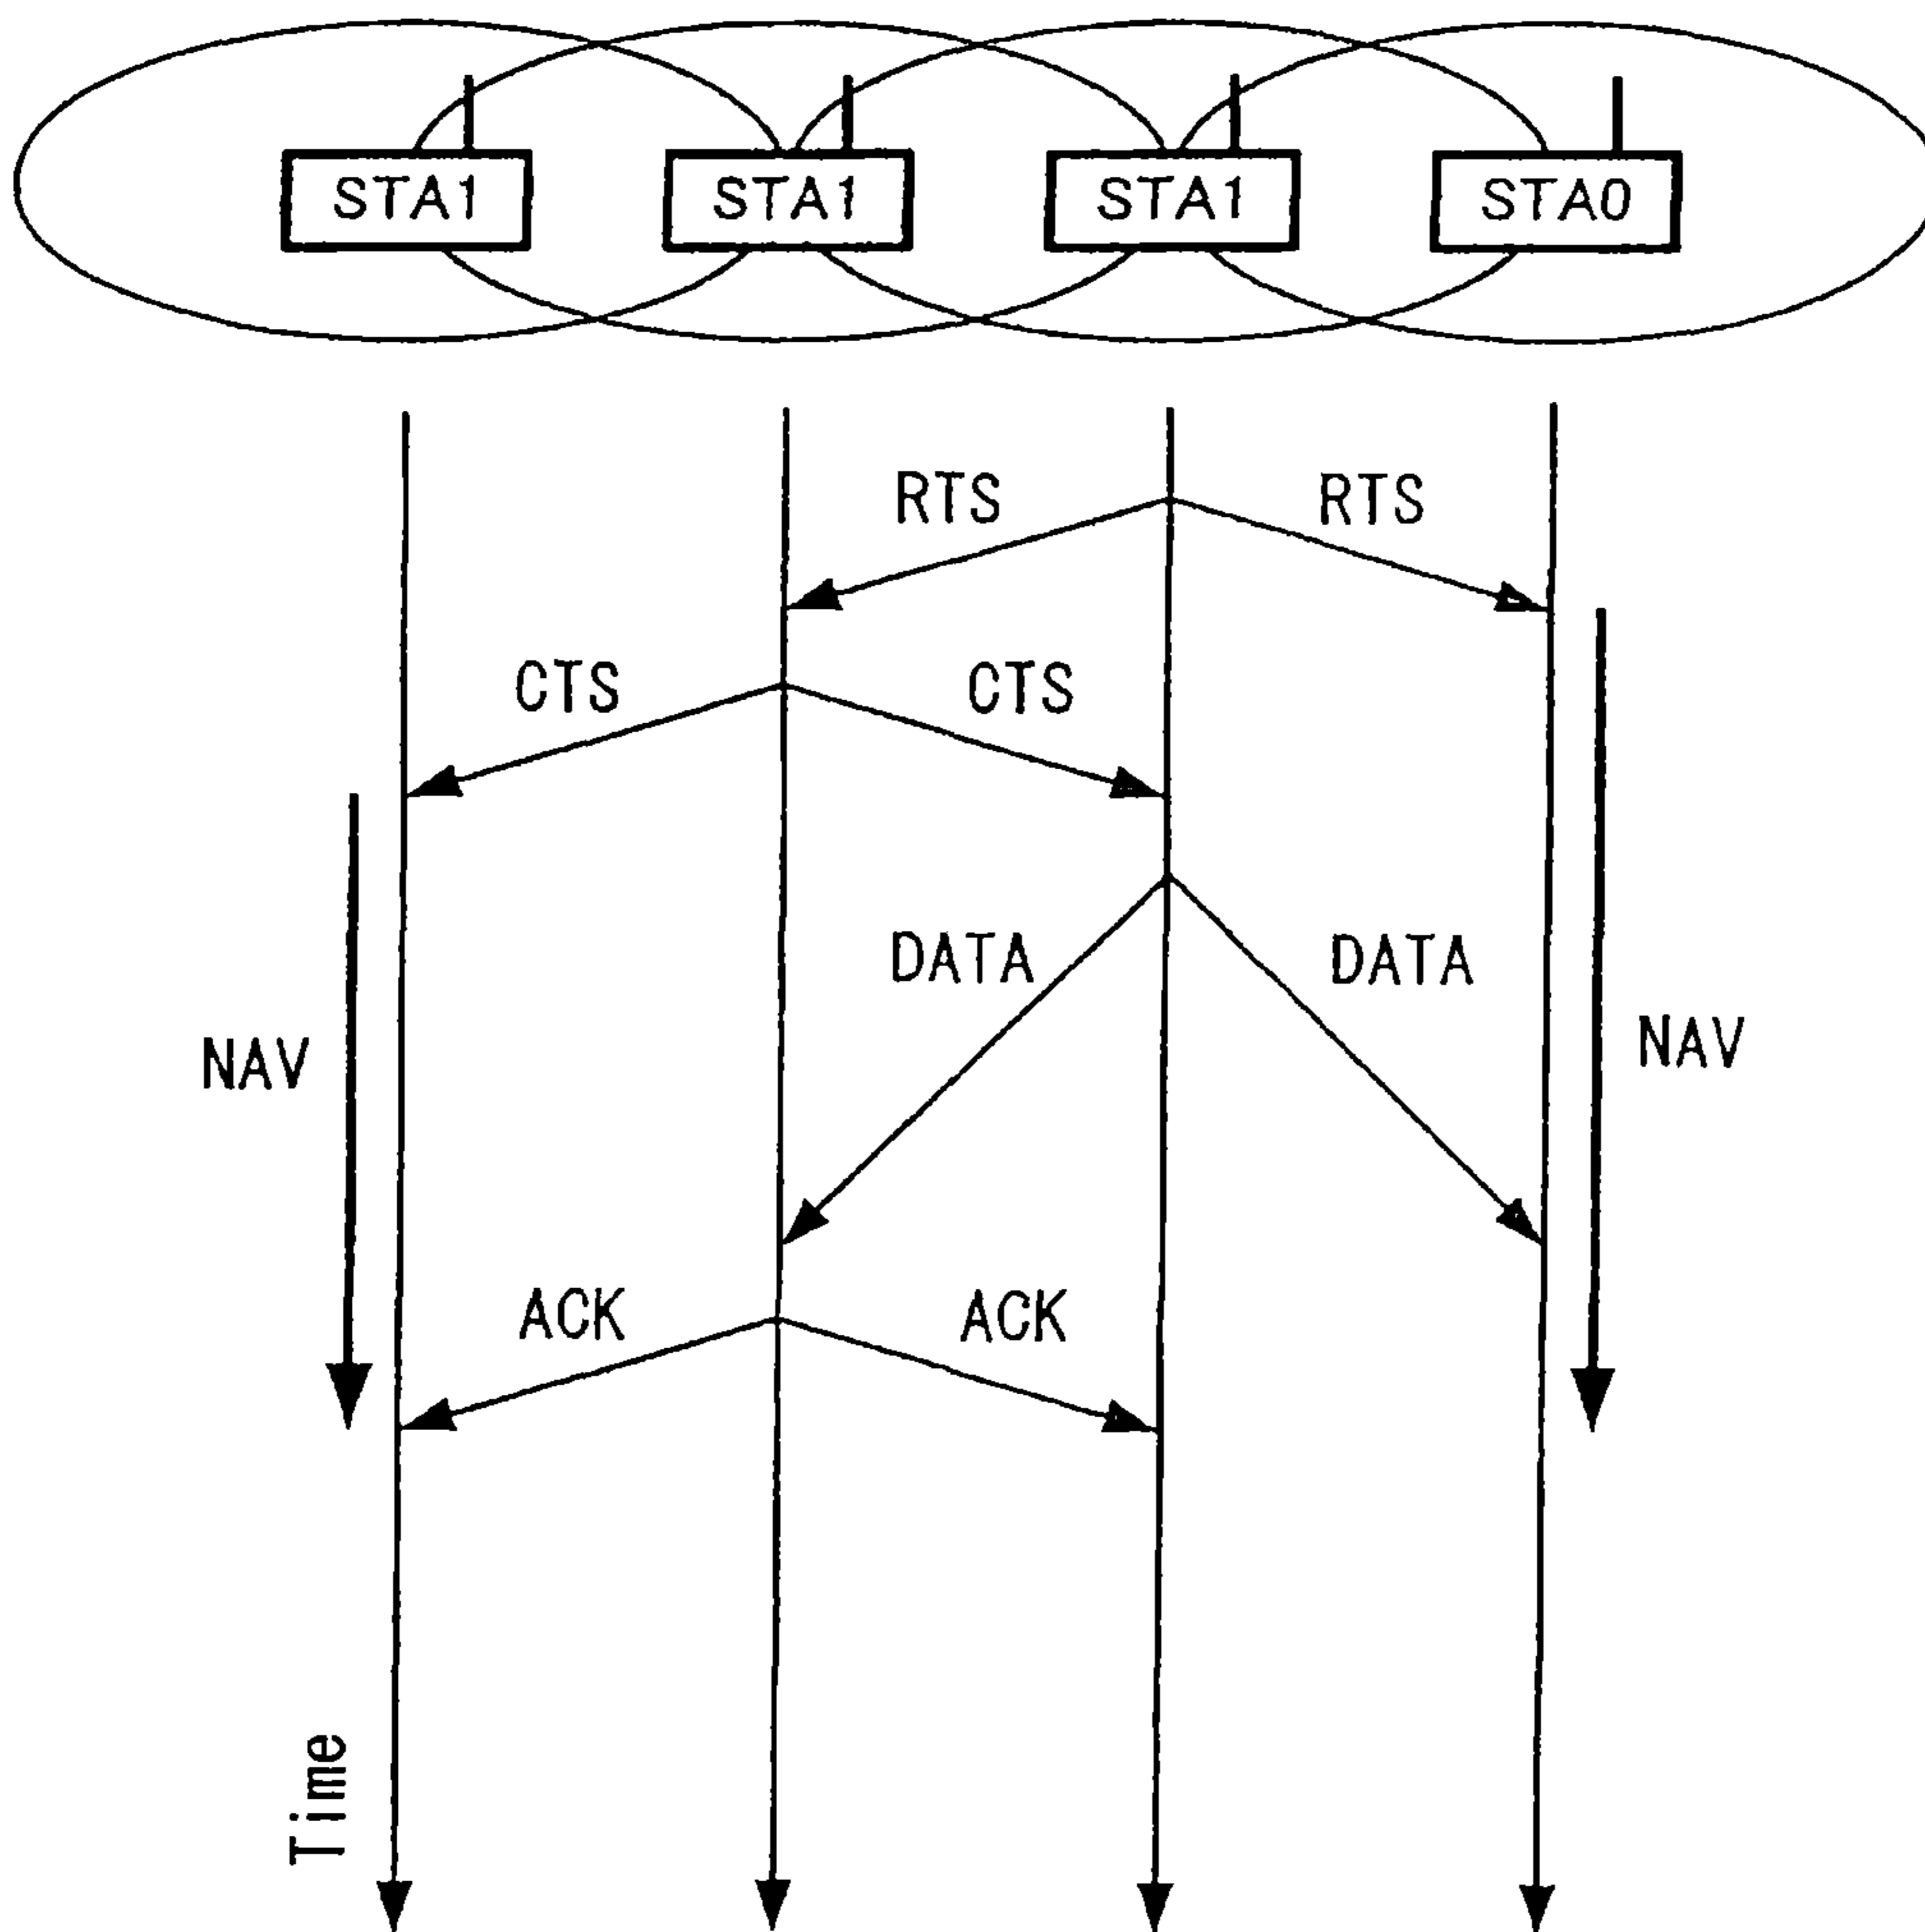 STA1 STA1 STA1 STA0
RTS RTS
CTS CTS
DATA DATA
NAV NAV
ACK ACK
Time